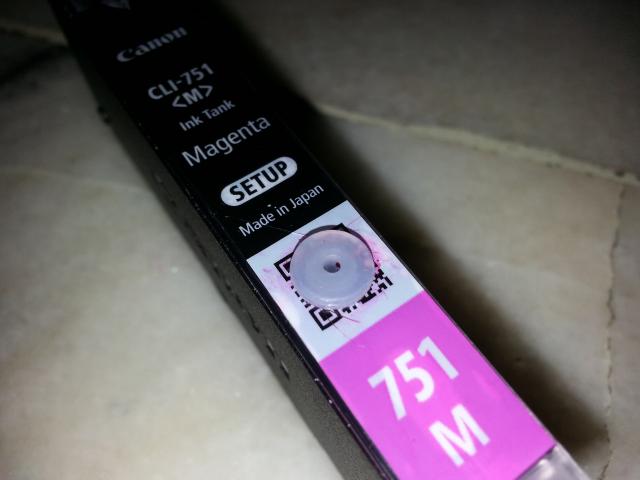 Canon
CLI-751
<M>
Ink Tank
Magenta
SETUP
Made in Japan
751
M